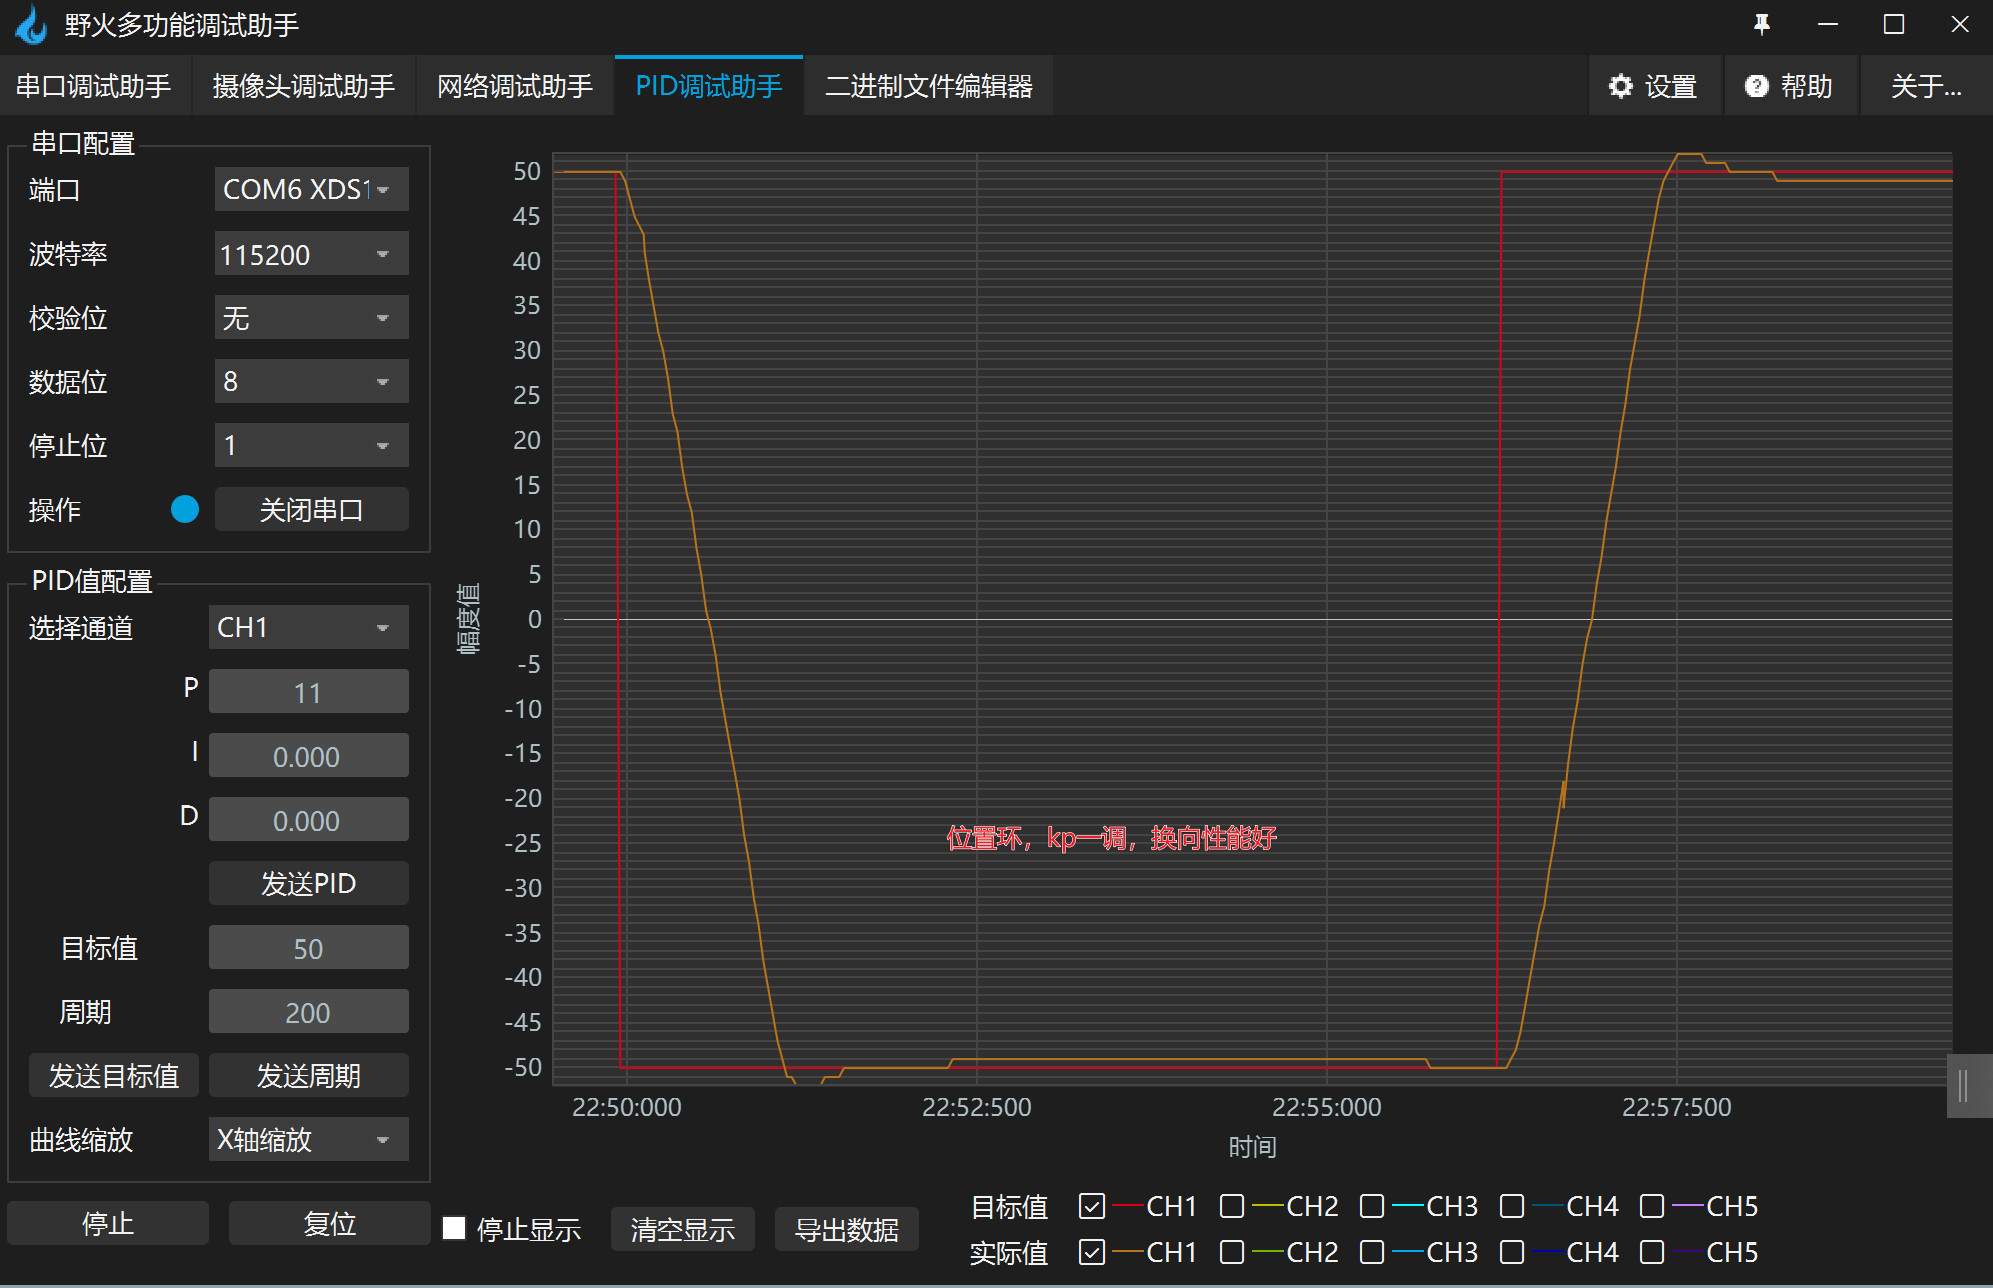 野火多功能调试助手
串口调试助手 摄像头调试助手 网络调试助手 PID调试助手 二进制文件编辑器 设置 帮助 关于...
串口配置
端口 COM6 XDS1
波特率 115200
校验位 无
数据位 8
停止位 1
操作 关闭串口
PID值配置
选择通道 CH1
P 11
I 0.000
D 0.000
发送PID
目标值 50
周期 200
发送目标值 发送周期
曲线缩放 X轴缩放
停止 复位
幅度值
50
45
40
35
30
25
20
15
10
5
0
-5
-10
-15
-20
-25
-30
-35
-40
-45
-50
位置环，kp一调，换向性能好
22:50:000 22:52:500 22:55:000 22:57:500
时间
停止显示 清空显示 导出数据
目标值 CH1 CH2 CH3 CH4 CH5
实际值 CH1 CH2 CH3 CH4 CH5